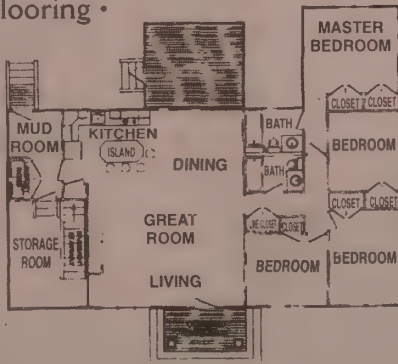 looring •
MASTER
BEDROOM
CLOSET CLOSET
MUD
ROOM
KITCHEN
ISLAND
BATH
DINING
BATH
BEDROOM
CLOSET CLOSET
GREAT
ROOM
STORAGE
ROOM
CLOSET
LIVING
BEDROOM
BEDROOM